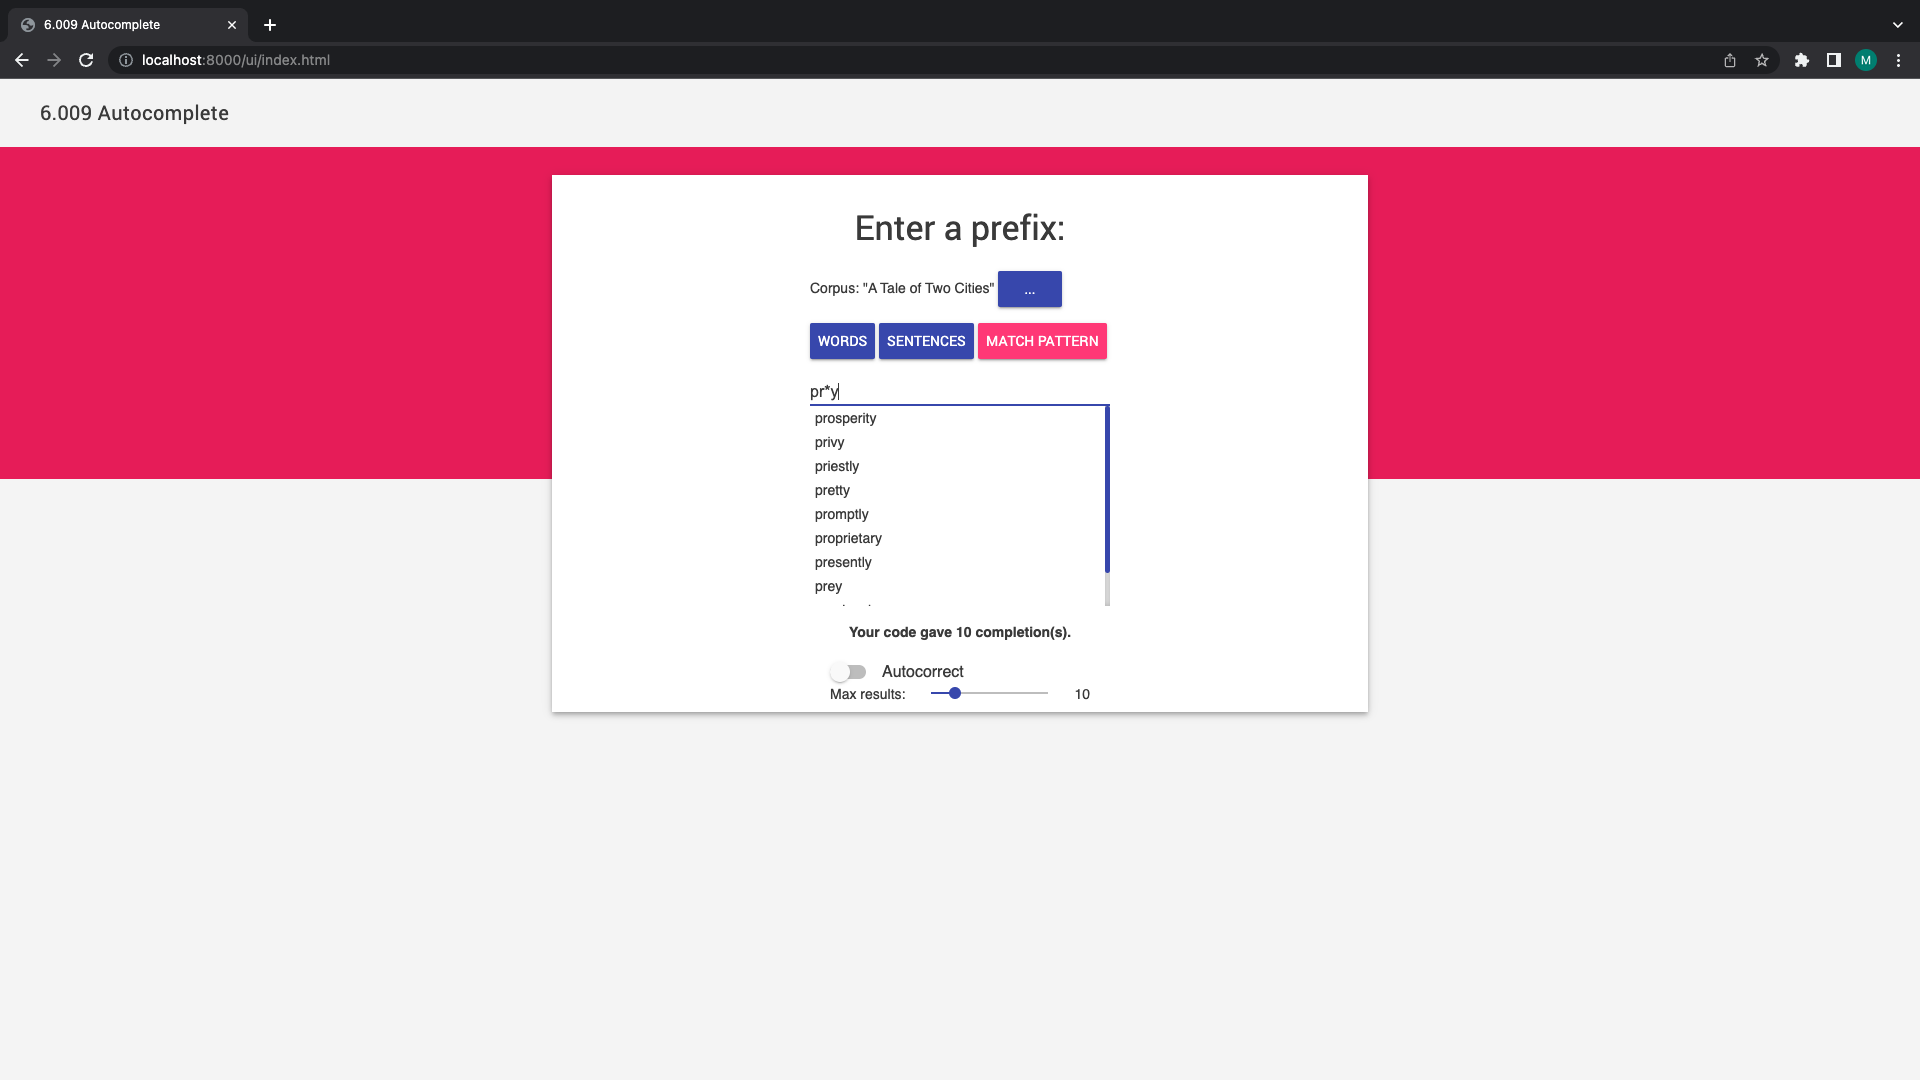 6.009 Autocomplete
localhost:8000/ui/index.html
M
6.009 Autocomplete
Enter a prefix:
Corpus: "A Tale of Two Cities" ...
WORDS SENTENCES MATCH PATTERN
pr*y
prosperity
privy
priestly
pretty
promptly
proprietary
presently
prey
Your code gave 10 completion(s).
Autocorrect
Max results: 10